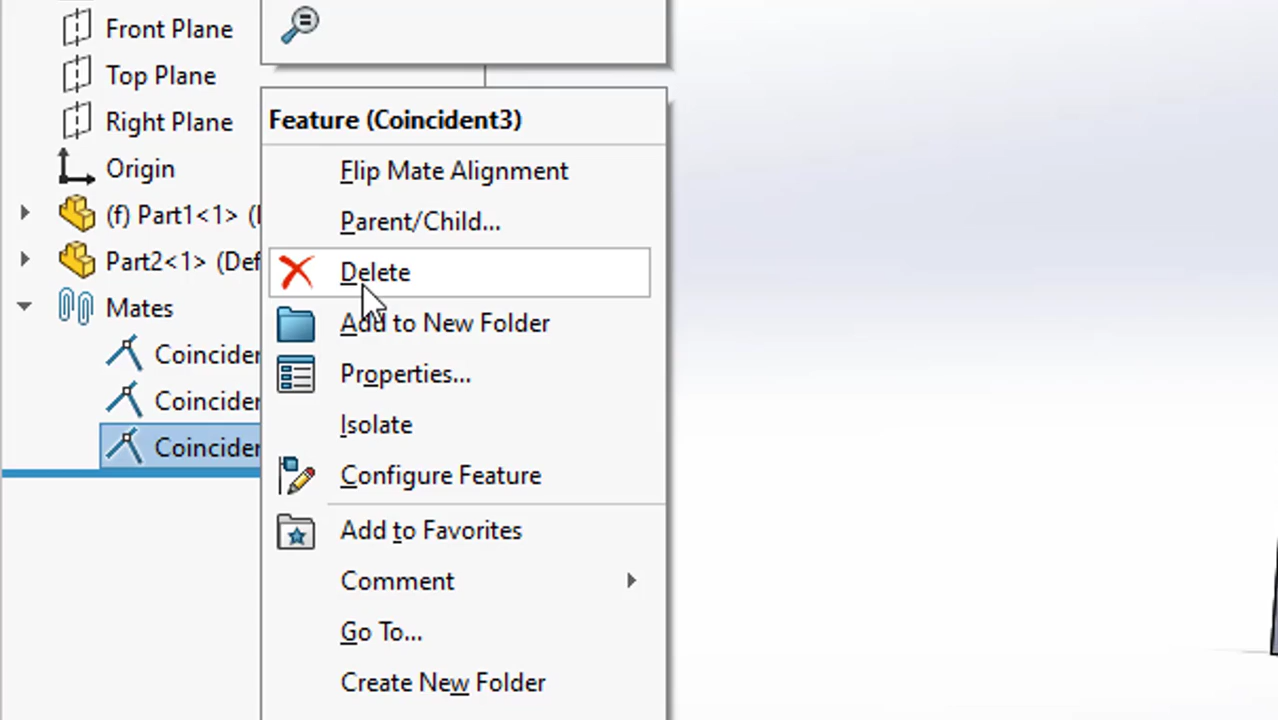 Front Plane
Top Plane
Right Plane
Origin
(f) Part1<1> (
Part2<1> (Def
Mates
Coinciden
Coinciden
Coinciden
Feature (Coincident3)
Flip Mate Alignment
Parent/Child...
Delete
Add to New Folder
Properties...
Isolate
Configure Feature
Add to Favorites
Comment
Go To...
Create New Folder